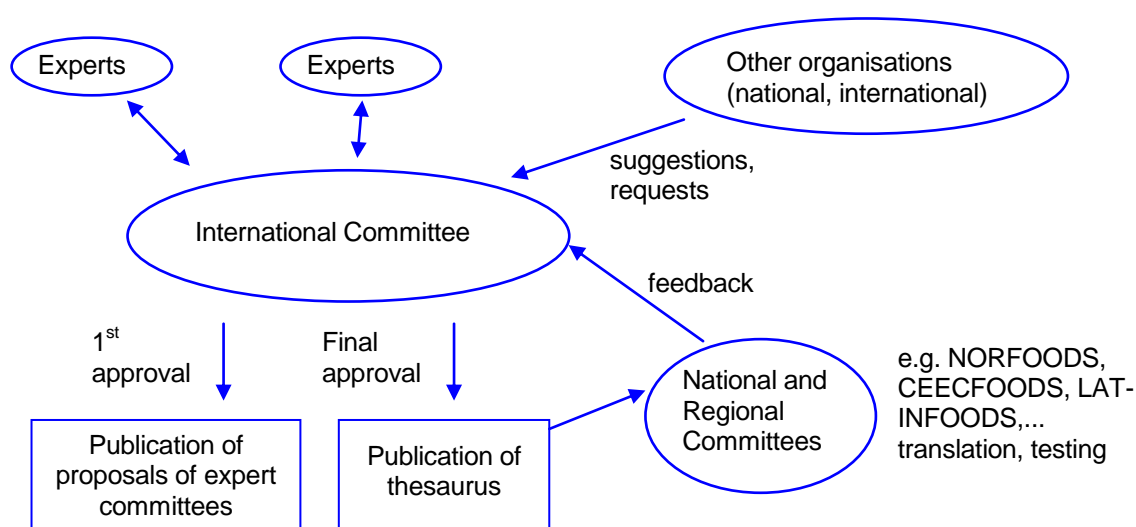 Experts
Experts
Other organisations
(national, international)
suggestions,
requests
International Committee
feedback
1st
approval
Final
approval
National and
Regional
Committees
e.g. NORFOODS,
CEECFOODS, LAT-
INFOODS,...
translation, testing
Publication of
proposals of expert
committees
Publication of
thesaurus